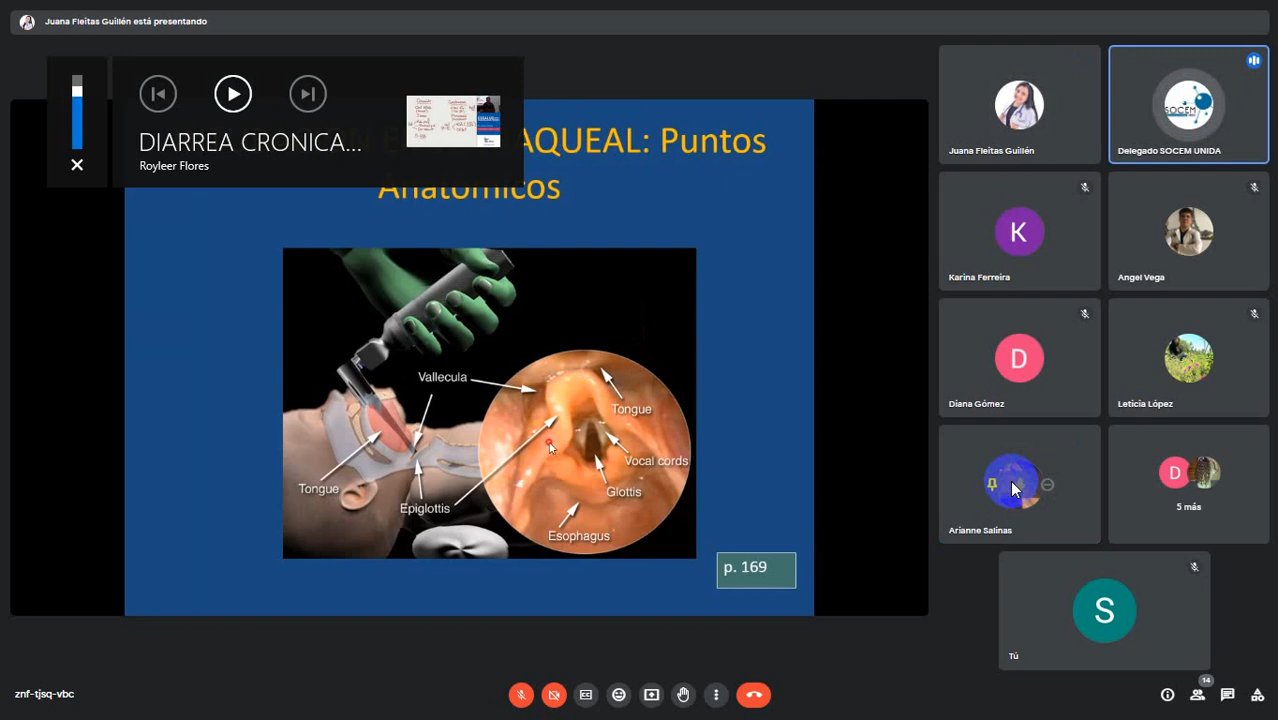 Juana Fleitas Guillén está presentando
DIARREA CRONICA...
Royleer Flores
AQUEAL: Puntos
Anatómicos
Vallecula
Tongue
Vocal cords
Glottis
Tongue
Epiglottis
Esophagus
p. 169
Juana Fleitas Guillén
SOCEM
Delegado SOCEM UNIDA
K
Karina Ferreira
Angel Vega
D
Diana Gómez
Leticia López
Arianne Salinas
D
5 más
S
Tú
znf-tjsq-vbc
14